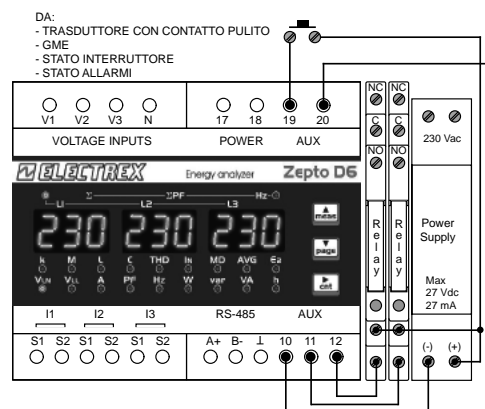 DA:
- TRASDUTTORE CON CONTATTO PULITO
- GME
- STATO INTERRUTTORE
- STATO ALLARMI
NC NC
V1 V2 V3 N 17 18 19 20
C C
230 Vac
VOLTAGE INPUTS POWER AUX
NO NO
ELECTREX Energy analyzer Zepto D6
Σ ΣPF Hz
L1 L2 L3
230 230 230
meas
page
cnt
k M L C THD IN MD AVG €a
VLN VLL A PF Hz W var VA h
Relay Relay
Power
Supply
Max
27 Vdc
27 mA
I1 I2 I3 RS-485 AUX
S1 S2 S1 S2 S1 S2 A+ B- ⊥ 10 11 12
(-) (+)